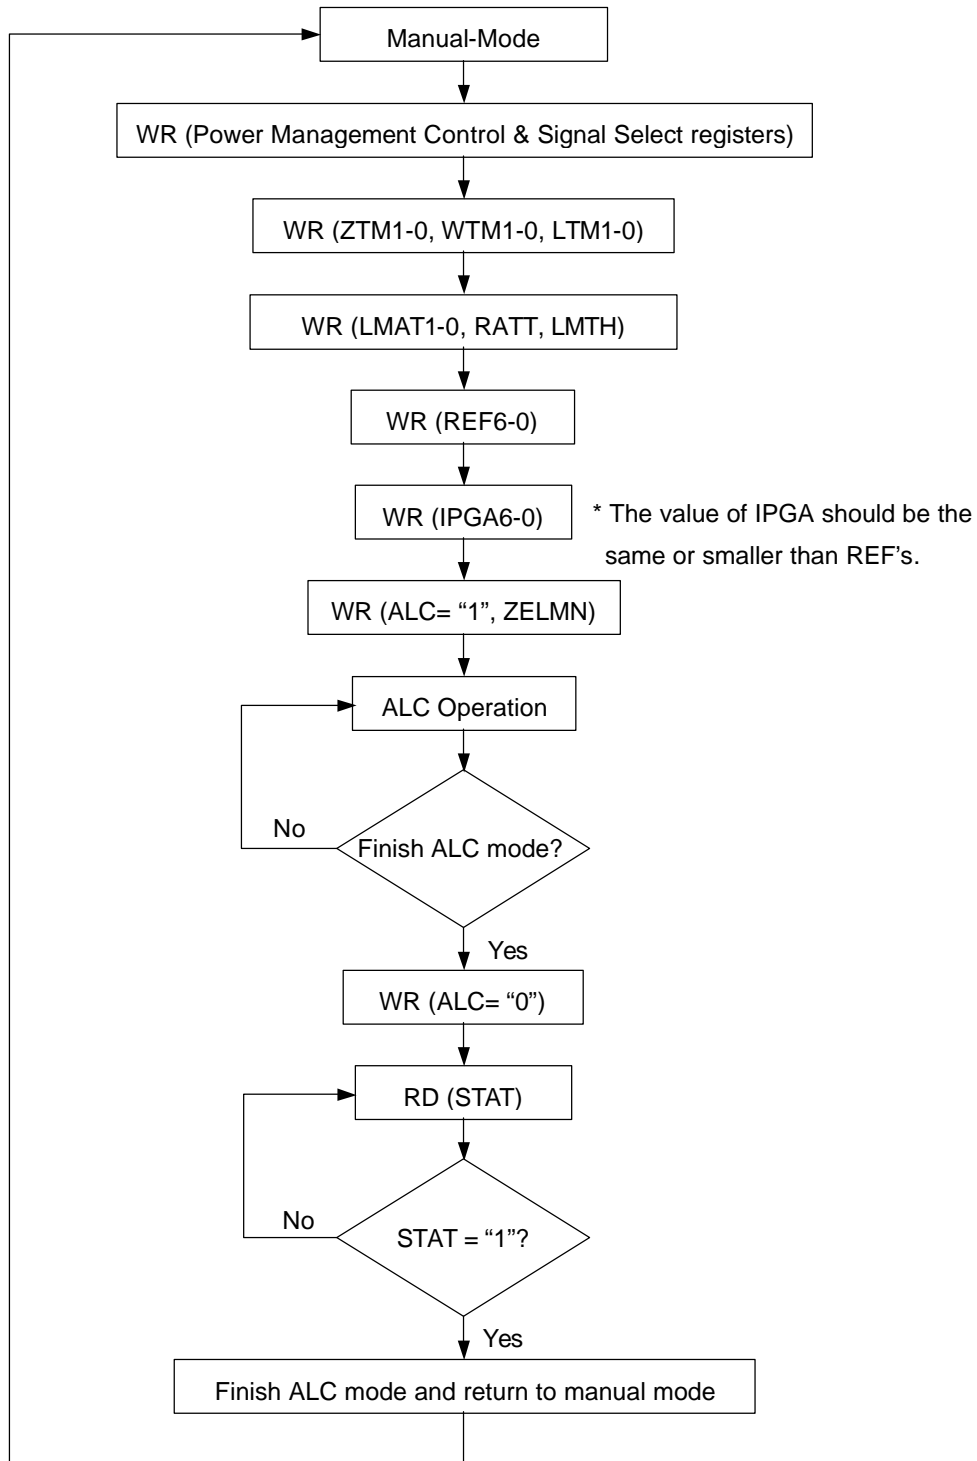 Manual-Mode
WR (Power Management Control & Signal Select registers)
WR (ZTM1-0, WTM1-0, LTM1-0)
WR (LMAT1-0, RATT, LMTH)
WR (REF6-0)
WR (IPGA6-0)
* The value of IPGA should be the
same or smaller than REF's.
WR (ALC= “1”, ZELMN)
ALC Operation
No
Finish ALC mode?
Yes
WR (ALC= “0”)
RD (STAT)
No
STAT = “1”?
Yes
Finish ALC mode and return to manual mode